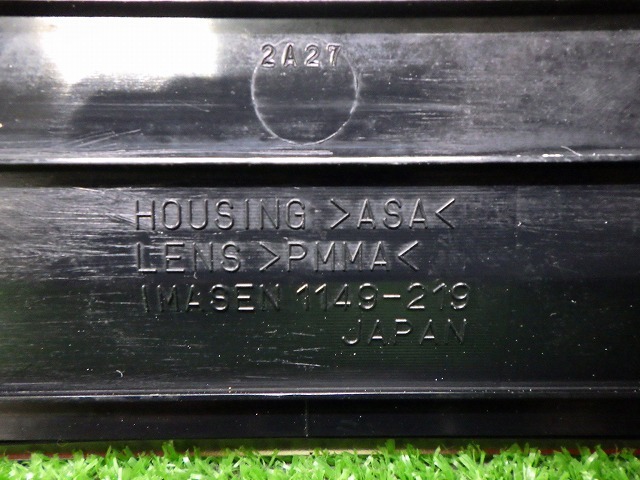 2A27
HOUSING >ASA<
LENS >PMMA<
IMASEN 1149-219
JAPAN